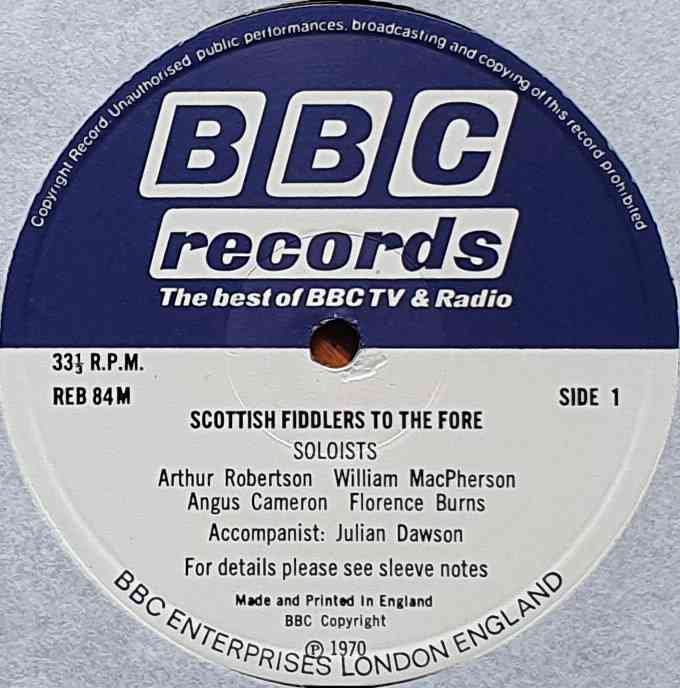 Copyright Record. Unauthorised public performances, broadcasting and copying of this record prohibited
BBC
records
The best of BBC TV & Radio
33⅓ R.P.M.
REB 84M
SIDE 1
SCOTTISH FIDDLERS TO THE FORE
SOLOISTS
Arthur Robertson William MacPherson
Angus Cameron Florence Burns
Accompanist: Julian Dawson
For details please see sleeve notes
Made and Printed In England
BBC Copyright
℗ 1970
BBC ENTERPRISES LONDON ENGLAND